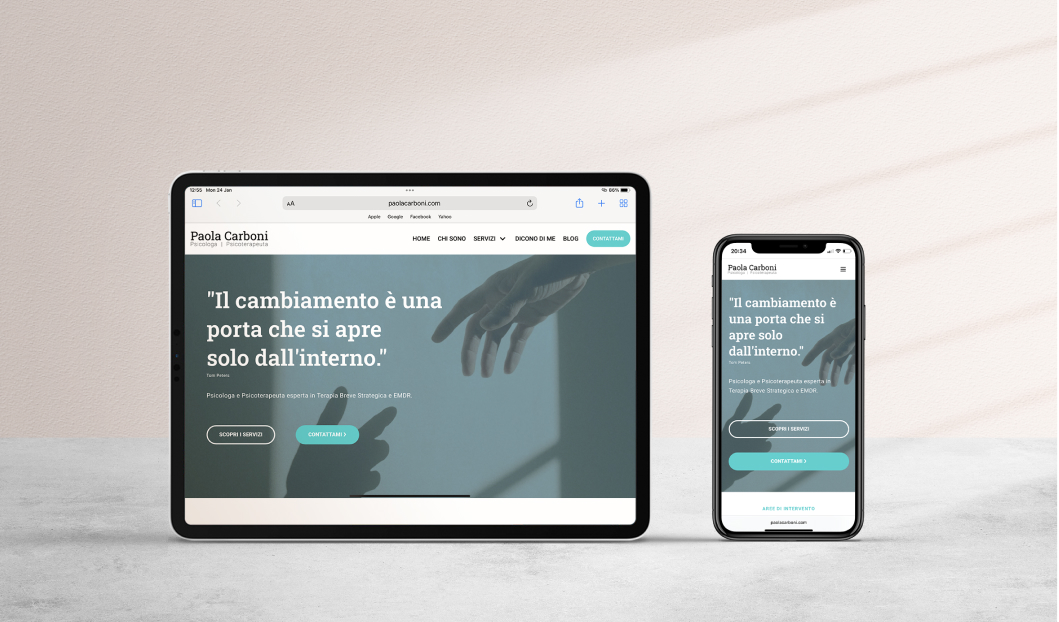 12:55 Mon 24 Jan
66%
AA
paolacarboni.com
Apple Google Facebook Yahoo
Paola Carboni
Psicologa | Psicoterapeuta
HOME CHI SONO SERVIZI DICONO DI ME BLOG CONTATTAMI
"Il cambiamento è una
porta che si apre
solo dall'interno."
Tom Peters
Psicologa e Psicoterapeuta esperta in Terapia Breve Strategica e EMDR.
SCOPRI I SERVIZI CONTATTAMI
20:34
Paola Carboni
Psicologa | Psicoterapeuta
"Il cambiamento è
una porta che si
apre solo
dall'interno."
Tom Peters
Psicologa e Psicoterapeuta esperta in
Terapia Breve Strategica e EMDR.
SCOPRI I SERVIZI
CONTATTAMI
AREE DI INTERVENTO
paolacarboni.com